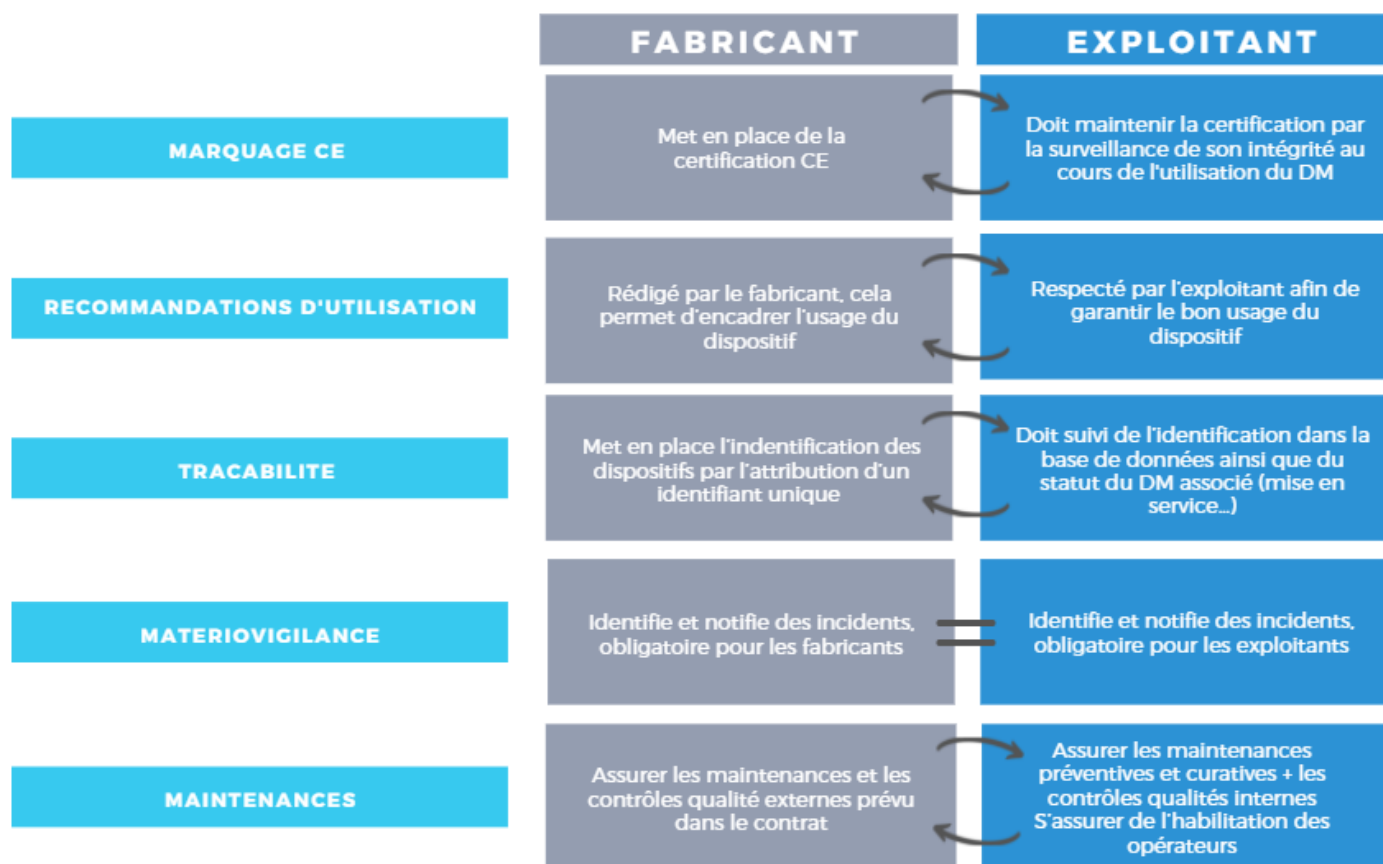 FABRICANT
EXPLOITANT
MARQUAGE CE
Met en place de la
certification CE
Doit maintenir la certification par
la surveillance de son intégrité au
cours de l'utilisation du DM
RECOMMANDATIONS D'UTILISATION
Rédigé par le fabricant, cela
permet d'encadrer l'usage du
dispositif
Respecté par l'exploitant afin de
garantir le bon usage du
dispositif
TRACABILITE
Met en place l'indentification des
dispositifs par l'attribution d'un
identifiant unique
Doit suivi de l'identification dans la
base de données ainsi que du
statut du DM associé (mise en
service...)
MATERIOVIGILANCE
Identifie et notifie des incidents,
obligatoire pour les fabricants
Identifie et notifie des incidents,
obligatoire pour les exploitants
MAINTENANCES
Assurer les maintenances et les
contrôles qualité externes prévu
dans le contrat
Assurer les maintenances
préventives et curatives + les
contrôles qualités internes
S'assurer de l'habilitation des
opérateurs